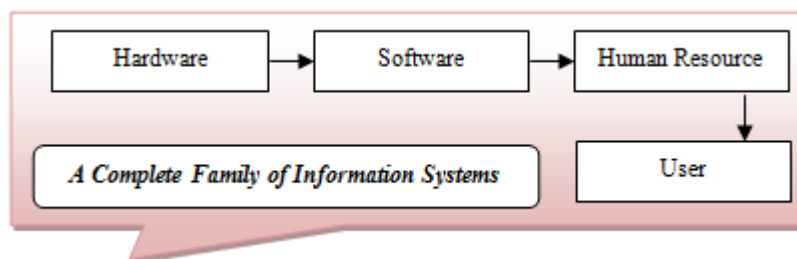 Hardware
Software
Human Resource
A Complete Family of Information Systems
User